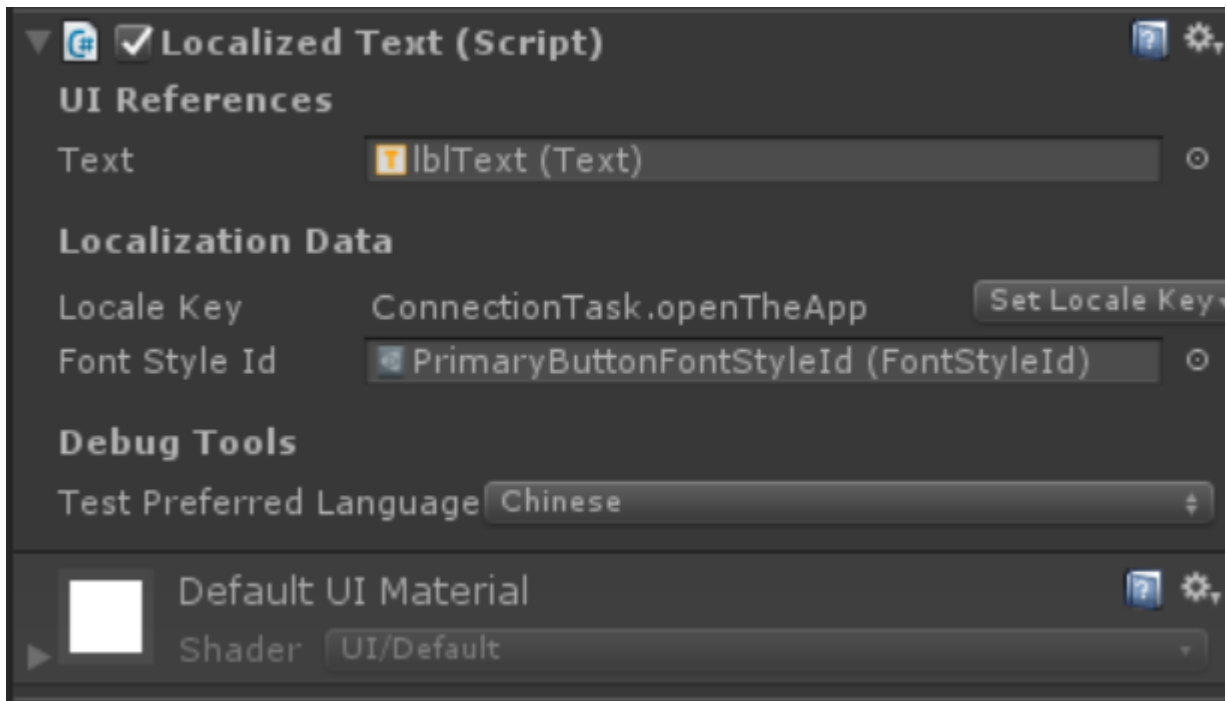 Localized Text (Script)
UI References
Text lblText (Text)
Localization Data
Locale Key ConnectionTask.openTheApp Set Locale Key
Font Style Id PrimaryButtonFontStyleId (FontStyleId)
Debug Tools
Test Preferred Language Chinese
Default UI Material
Shader UI/Default